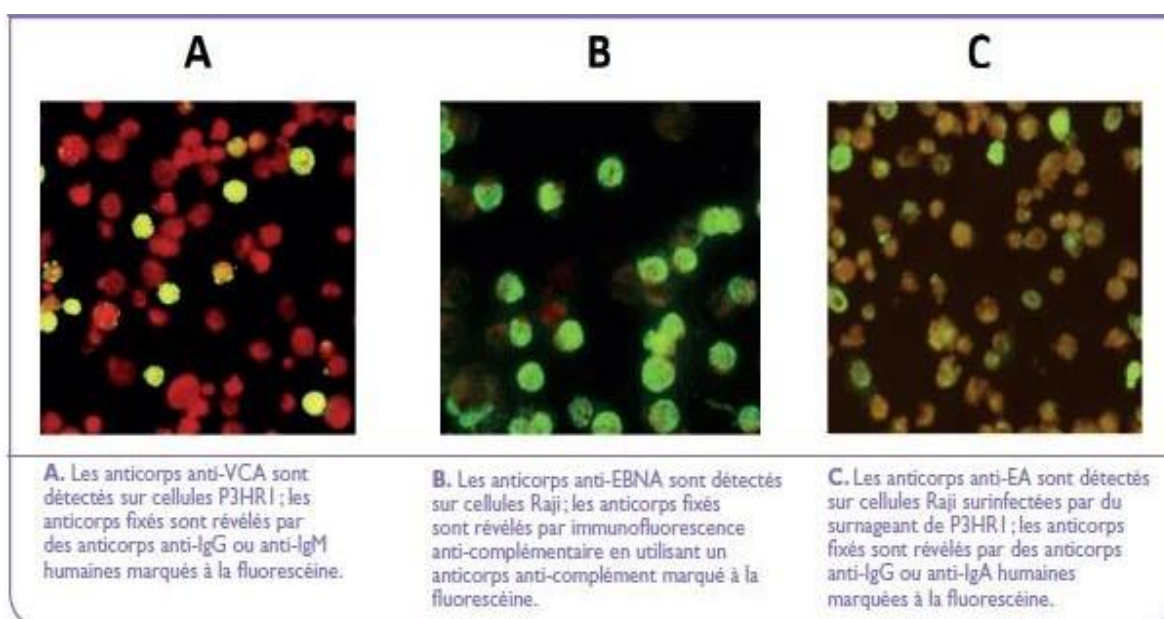 A
B
C
A. Les anticorps anti-VCA sont
détectés sur cellules P3HR1 ; les
anticorps fixés sont révélés par
des anticorps anti-IgG ou anti-IgM
humaines marqués à la fluorescéine.
B. Les anticorps anti-EBNA sont détectés
sur cellules Raji ; les anticorps fixés
sont révélés par immunofluorescence
anti-complémentaire en utilisant un
anticorps anti-complément marqué à la
fluorescéine.
C. Les anticorps anti-EA sont détectés
sur cellules Raji surinfectées par du
surnageant de P3HR1 ; les anticorps
fixés sont révélés par des anticorps
anti-IgG ou anti-IgA humaines
marquées à la fluorescéine.